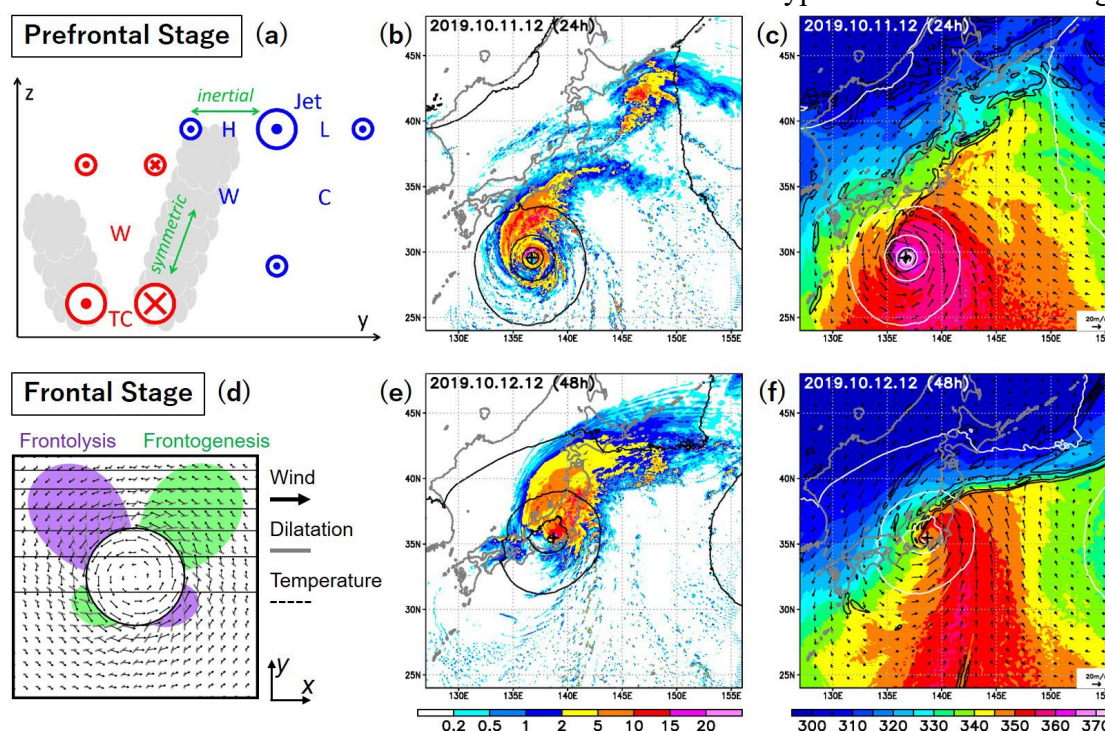 Prefrontal Stage
(a)
z
inertial
Jet
H
L
W
W
C
symmetric
TC
y
(b)
2019.10.11.12 (24h)
45N
40N
35N
30N
25N
130E 135E 140E 145E 150E 155E
(c)
2019.10.11.12 (24h)
45N
40N
35N
30N
25N
130E 135E 140E 145E 150E
20m/
Frontal Stage
(d)
Frontolysis Frontogenesis
Wind
Dilatation
Temperature
y
x
(e)
2019.10.12.12 (48h)
45N
40N
35N
30N
25N
130E 135E 140E 145E 150E 155E
0.2 0.5 1 2 5 10 15 20
(f)
2019.10.12.12 (48h)
45N
40N
35N
30N
25N
130E 135E 140E 145E 150E
20m/
300 310 320 330 340 350 360 370